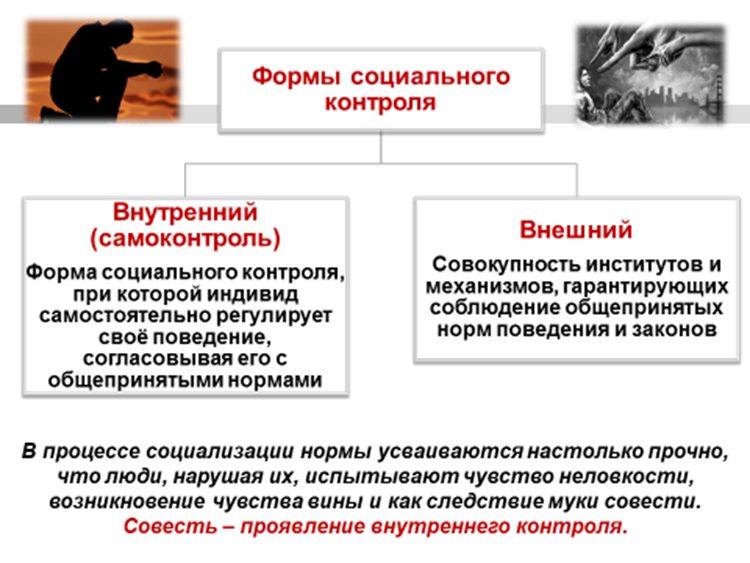 Формы социального
контроля
Внутренний
(самоконтроль)
Форма социального контроля,
при которой индивид
самостоятельно регулирует
своё поведение,
согласовывая его с
общепринятыми нормами
Внешний
Совокупность институтов и
механизмов, гарантирующих
соблюдение общепринятых
норм поведения и законов
В процессе социализации нормы усваиваются настолько прочно,
что люди, нарушая их, испытывают чувство неловкости,
возникновение чувства вины и как следствие муки совести.
Совесть – проявление внутреннего контроля.